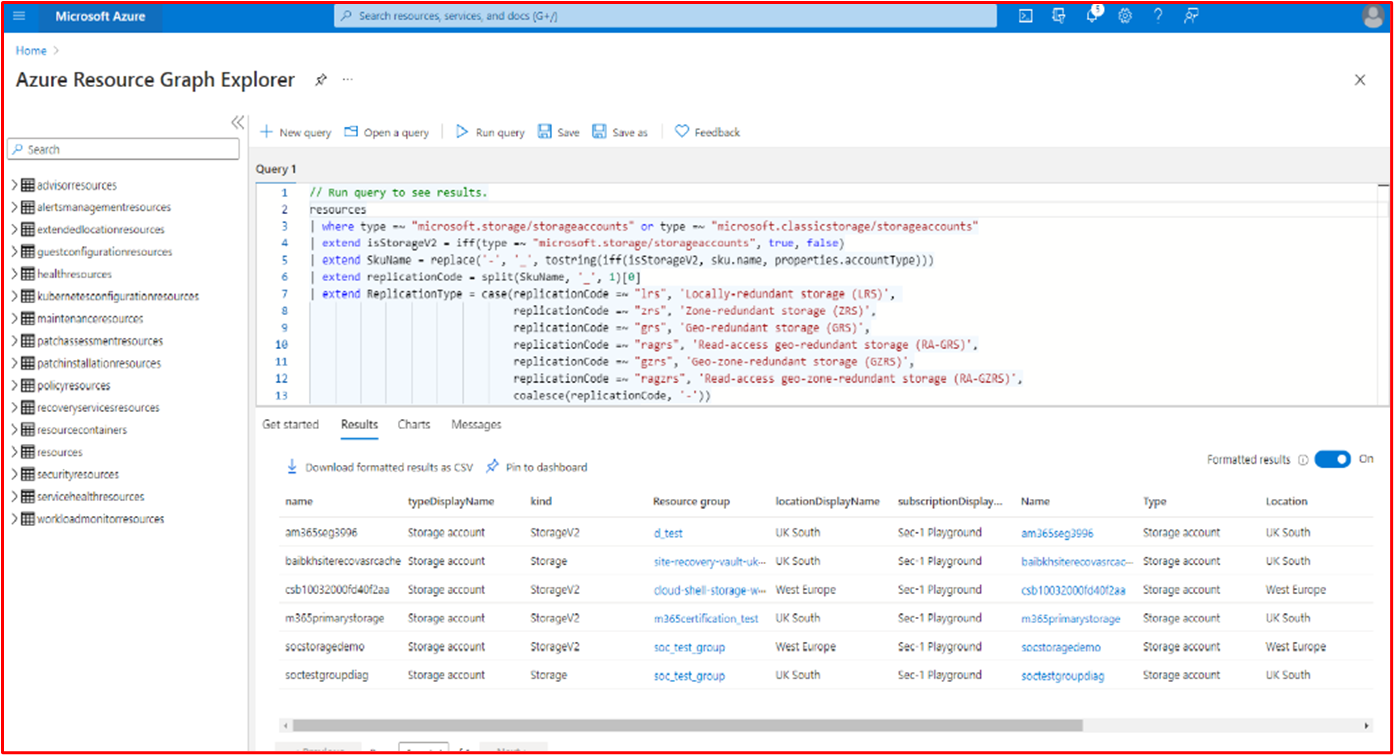 Microsoft Azure
Search resources, services, and docs (G+/)
5
Home
Azure Resource Graph Explorer
Search
advisorresources
alertsmanagementresources
extendedlocationresources
guestconfigurationresources
healthresources
kubernetesconfigurationresources
maintenanceresources
patchassessmentresources
patchinstallationresources
policyresources
recoveryservicesresources
resourcecontainers
resources
securityresources
servicehealthresources
workloadmonitorresources
New query Open a query Run query Save Save as Feedback
Query 1
1 // Run query to see results.
2 resources
3 | where type =~ "microsoft.storage/storageaccounts" or type =~ "microsoft.classicstorage/storageaccounts"
4 | extend isStorageV2 = iff(type =~ "microsoft.storage/storageaccounts", true, false)
5 | extend SkuName = replace('-', '_', tostring(iff(isStorageV2, sku.name, properties.accountType)))
6 | extend replicationCode = split(SkuName, '_', 1)[0]
7 | extend ReplicationType = case(replicationCode =~ "lrs", 'Locally-redundant storage (LRS)',
8 replicationCode =~ "zrs", 'Zone-redundant storage (ZRS)',
9 replicationCode =~ "grs", 'Geo-redundant storage (GRS)',
10 replicationCode =~ "ragrs", 'Read-access geo-redundant storage (RA-GRS)',
11 replicationCode =~ "gzrs", 'Geo-zone-redundant storage (GZRS)',
12 replicationCode =~ "ragzrs", 'Read-access geo-zone-redundant storage (RA-GZRS)',
13 coalesce(replicationCode, '-'))
Get started Results Charts Messages
Download formatted results as CSV Pin to dashboard Formatted results On
name typeDisplayName kind Resource group locationDisplayName subscriptionDisplay... Name Type Location
am365seg3996 Storage account StorageV2 d_test UK South Sec-1 Playground am365seg3996 Storage account UK South
baibkhsiterecovasrcache Storage account Storage site-recovery-vault-uk-... UK South Sec-1 Playground baibkhsiterecovasrcac... Storage account UK South
csb10032000fd40f2aa Storage account StorageV2 cloud-shell-storage-w... West Europe Sec-1 Playground csb10032000fd40f2aa Storage account West Europe
m365primarystorage Storage account StorageV2 m365certification_test UK South Sec-1 Playground m365primarystorage Storage account UK South
socstoragedemo Storage account StorageV2 soc_test_group West Europe Sec-1 Playground socstoragedemo Storage account West Europe
soctestgroupdiag Storage account Storage soc_test_group UK South Sec-1 Playground soctestgroupdiag Storage account UK South